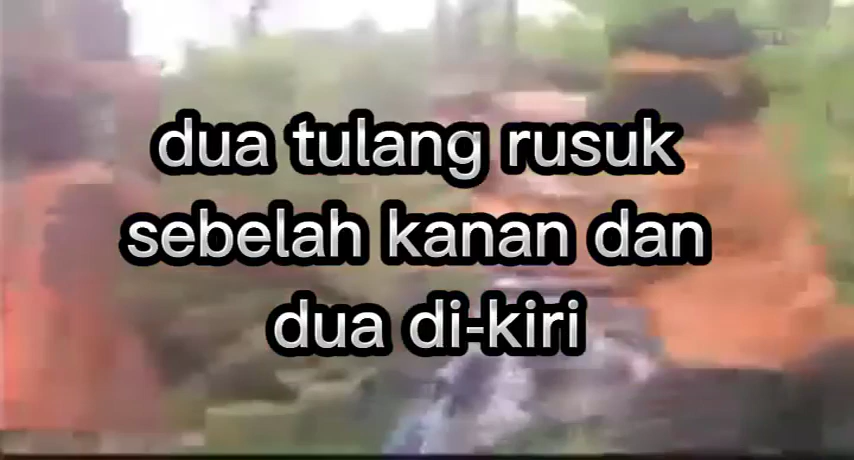 dua tulang rusuk
sebelah kanan dan
dua di-kiri